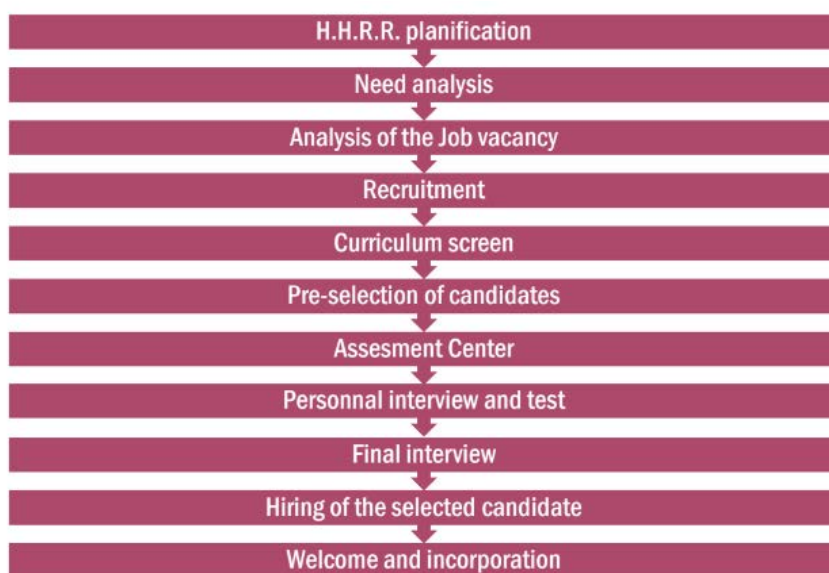 H.H.R.R. planification
Need analysis
Analysis of the Job vacancy
Recruitment
Curriculum screen
Pre-selection of candidates
Assesment Center
Personnal interview and test
Final interview
Hiring of the selected candidate
Welcome and incorporation